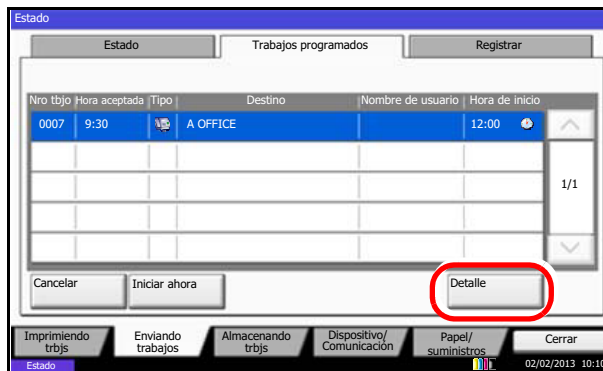 Estado
Estado Trabajos programados Registrar
Nro tbjo Hora aceptada Tipo Destino Nombre de usuario Hora de inicio
0007 9:30 A OFFICE 12:00
1/1
Cancelar Iniciar ahora Detalle
Imprimiendo trbjs Enviando trabajos Almacenando trbjs Dispositivo/ Comunicación Papel/ suministros Cerrar
Estado 02/02/2013 10:10